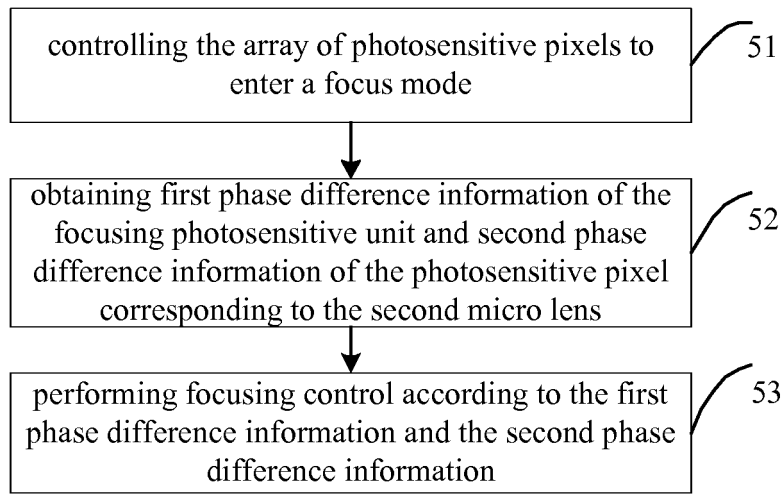 controlling the array of photosensitive pixels to
enter a focus mode
51
obtaining first phase difference information of the
focusing photosensitive unit and second phase
difference information of the photosensitive pixel
corresponding to the second micro lens
52
performing focusing control according to the first
phase difference information and the second phase
difference information
53